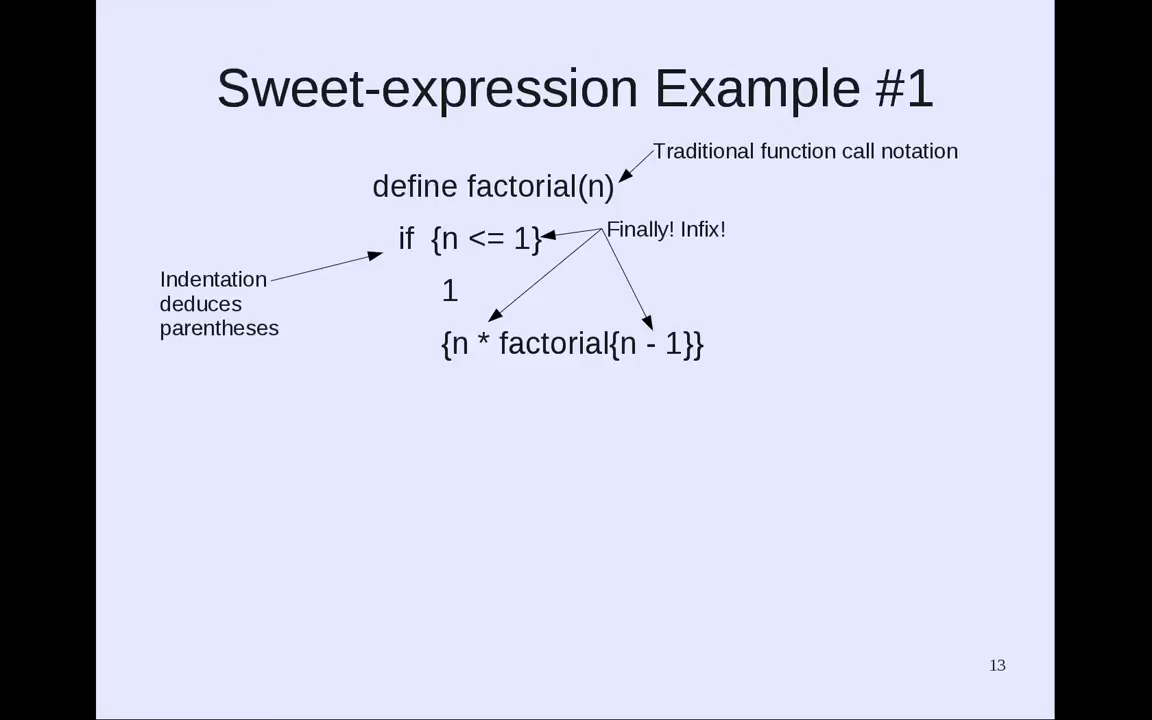 Sweet-expression Example #1
Traditional function call notation
define factorial(n)
Finally! Infix!
if {n <= 1}
Indentation
deduces
parentheses
1
{n * factorial{n - 1}}
13